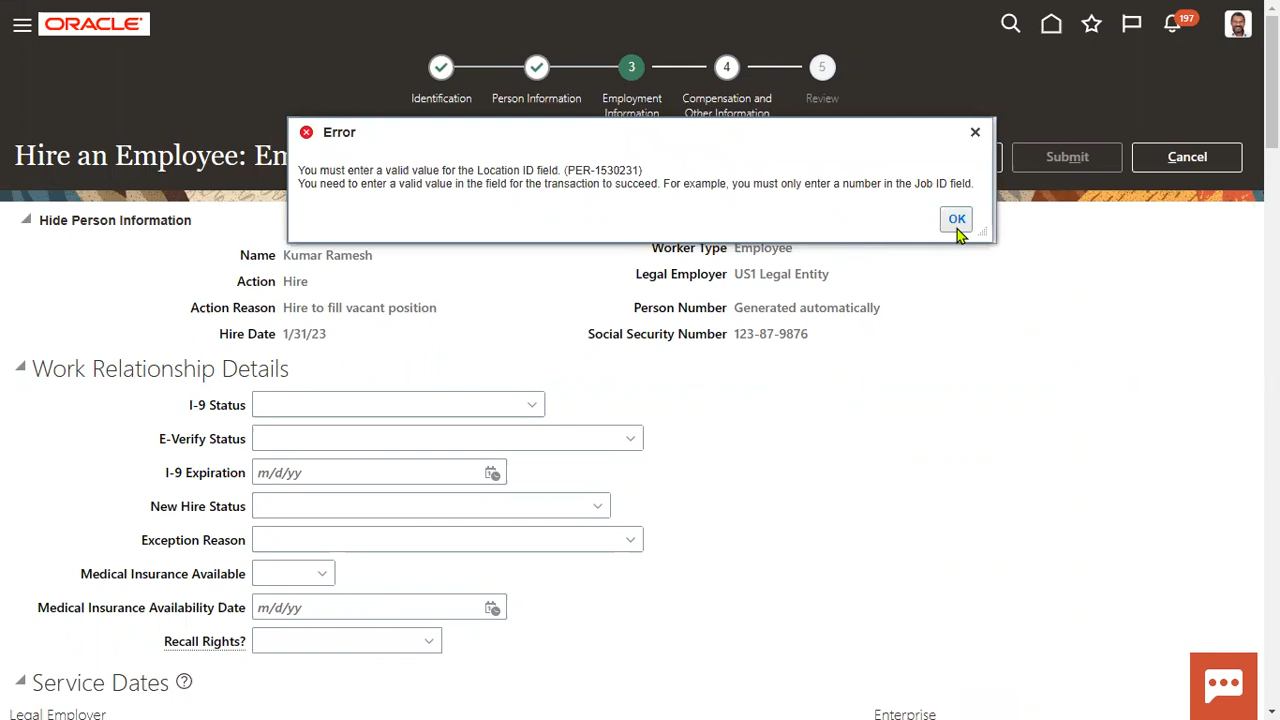 ORACLE
197
3
4
5
Identification
Person Information
Employment
Information
Compensation and
Other Information
Review
Error
You must enter a valid value for the Location ID field. (PER-1530231)
You need to enter a valid value in the field for the transaction to succeed. For example, you must only enter a number in the Job ID field.
OK
Hire an Employee: Em
Submit
Cancel
Hide Person Information
Name Kumar Ramesh
Action Hire
Action Reason Hire to fill vacant position
Hire Date 1/31/23
Worker Type Employee
Legal Employer US1 Legal Entity
Person Number Generated automatically
Social Security Number 123-87-9876
Work Relationship Details
I-9 Status
E-Verify Status
I-9 Expiration m/d/yy
New Hire Status
Exception Reason
Medical Insurance Available
Medical Insurance Availability Date m/d/yy
Recall Rights?
Service Dates
Legal Employer
Enterprise